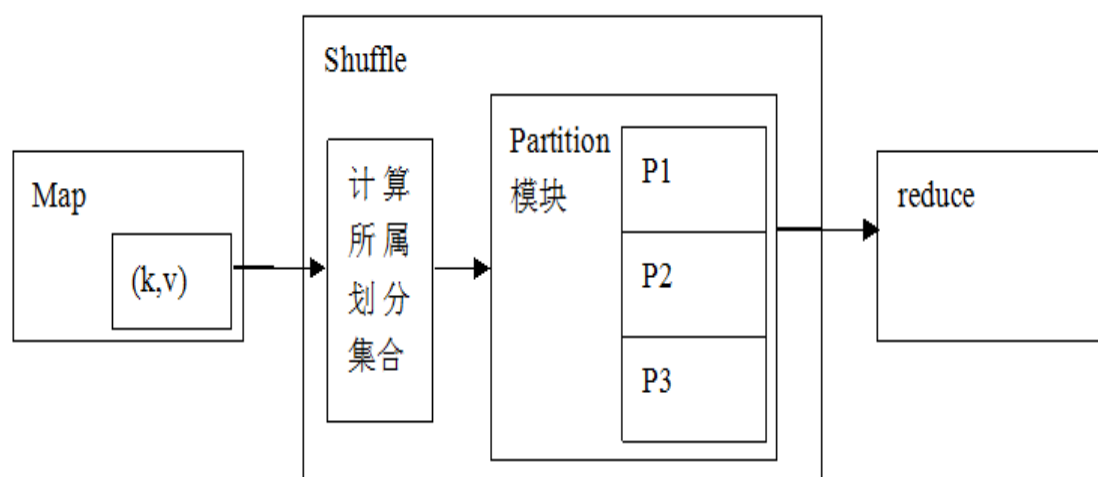 Shuffle
Map
(k,v)
计算
所属
划分
集合
Partition
模块
P1
P2
P3
reduce